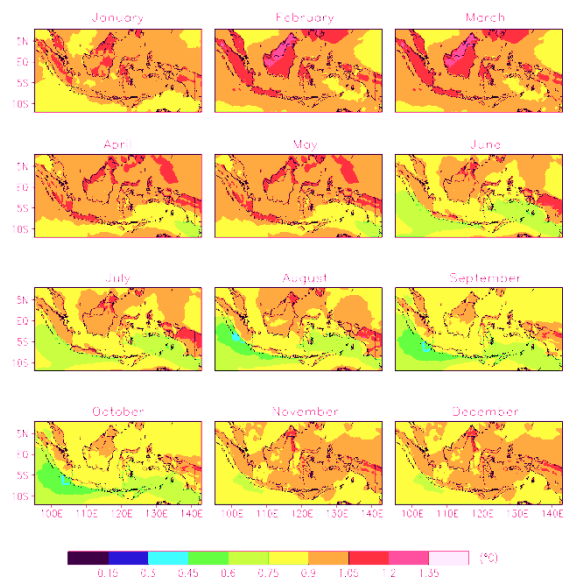 January February March
5N
EQ
5S
10S
April May June
5N
EQ
5S
10S
July August September
5N
EQ
5S
10S
October November December
5N
EQ
5S
10S
100E 110E 120E 130E 140E 100E 110E 120E 130E 140E 100E 110E 120E 130E 140E
0.15 0.3 0.45 0.6 0.75 0.9 1.05 1.2 1.35 (°C)